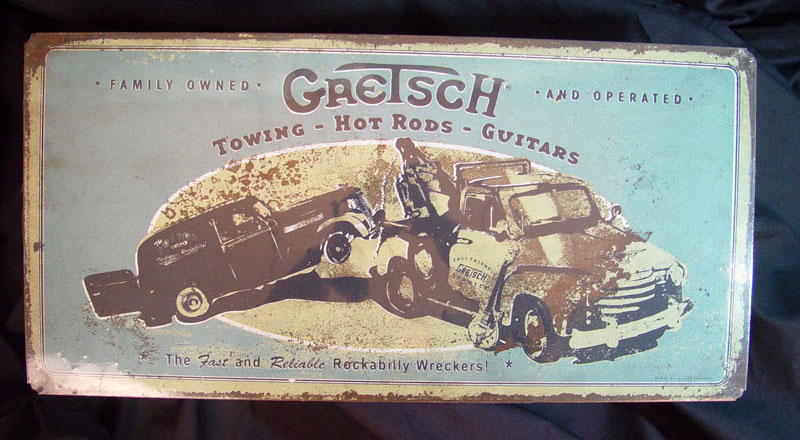 • FAMILY OWNED •
GRETSCH®
• AND OPERATED •
TOWING - HOT RODS - GUITARS
GRETSCH
The Fast and Reliable Rockabilly Wreckers! *